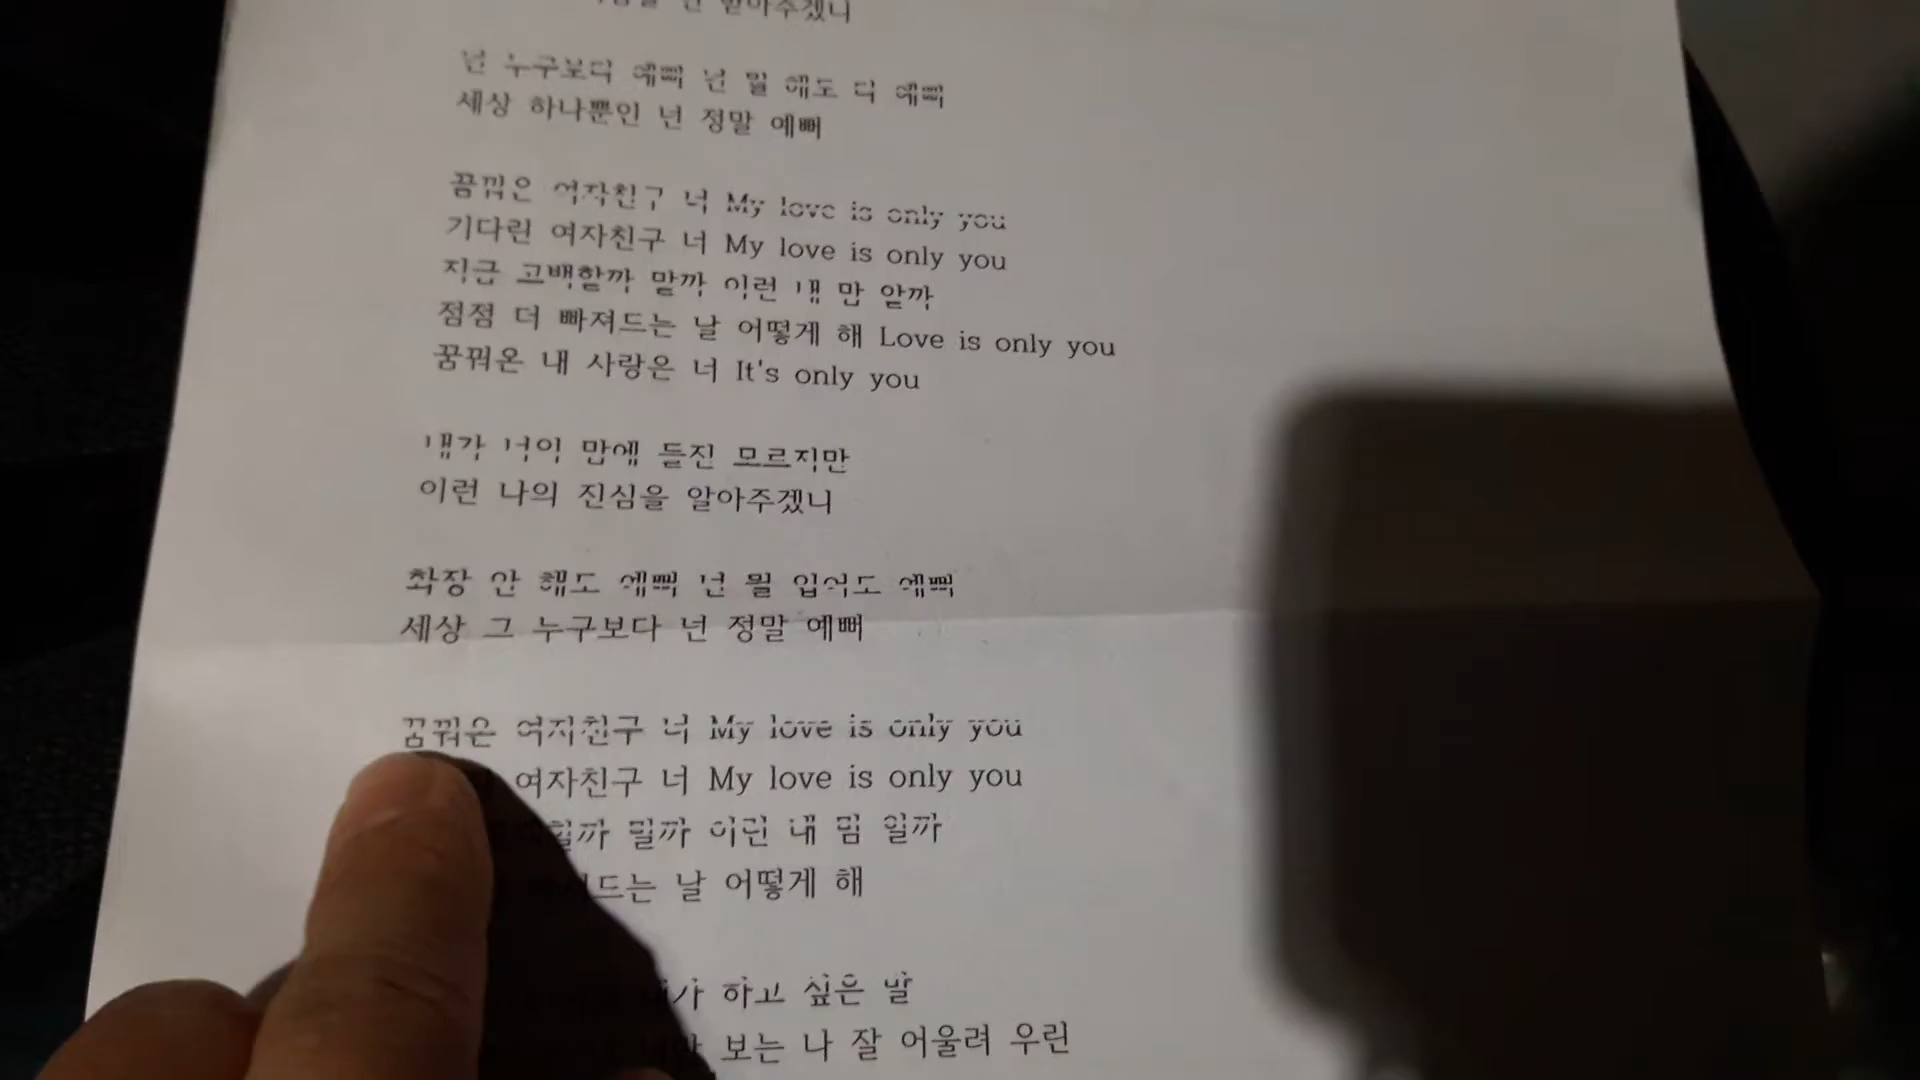 넌 누구보다 예뻐 넌 뭘 해도 다 예뻐
세상 하나뿐인 넌 정말 예뻐
꿈꿔온 여자친구 너 My love is only you
기다린 여자친구 너 My love is only you
지금 고백할까 말까 이런 내 맘 알까
점점 더 빠져드는 날 어떻게 해 Love is only you
꿈꿔온 내 사랑은 너 It's only you
내가 너의 맘에 들진 모르지만
이런 나의 진심을 알아주겠니
화장 안 해도 예뻐 넌 뭘 입어도 예뻐
세상 그 누구보다 넌 정말 예뻐
꿈꿔온 여자친구 너 My love is only you
여자친구 너 My love is only you
말까 이런 내 맘 알까
날 어떻게 해
하고 싶은 말
보는 나 잘 어울려 우린